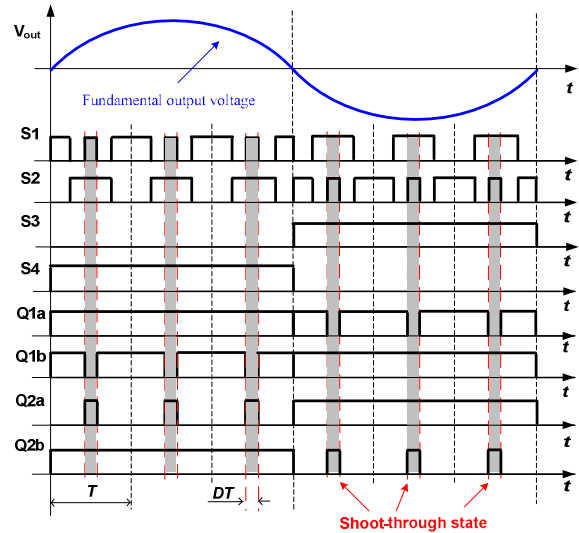 Vout
t
Fundamental output voltage
S1
t
S2
t
S3
t
S4
t
Q1a
t
Q1b
t
Q2a
t
Q2b
t
T
DT
Shoot-through state